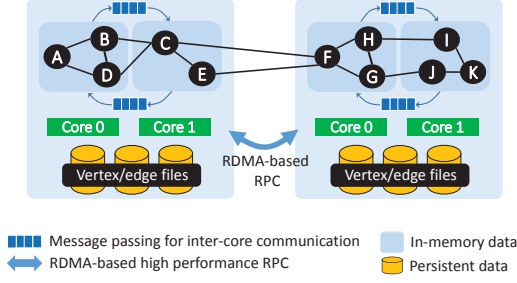 A
B
C
D
E
F
G
H
I
J
K
Core 0
Core 1
Core 0
Core 1
RDMA-based
RPC
Vertex/edge files
Vertex/edge files
Message passing for inter-core communication
In-memory data
RDMA-based high performance RPC
Persistent data